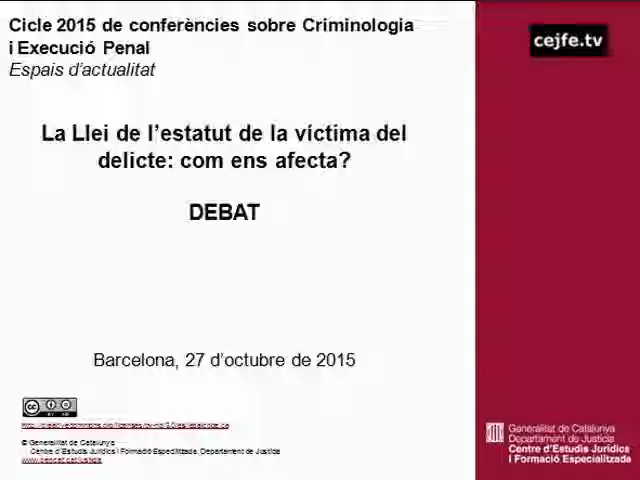 Cicle 2015 de conferències sobre Criminologia
i Execució Penal
Espais d'actualitat
cejfe.tv
La Llei de l'estatut de la víctima del
delicte: com ens afecta?
DEBAT
Barcelona, 27 d'octubre de 2015
cc
© Generalitat de Catalunya
Centre d'Estudis Jurídics i Formació Especialitzada. Departament de Justícia
Generalitat de Catalunya
Departament de Justícia
Centre d'Estudis Jurídics
i Formació Especialitzada